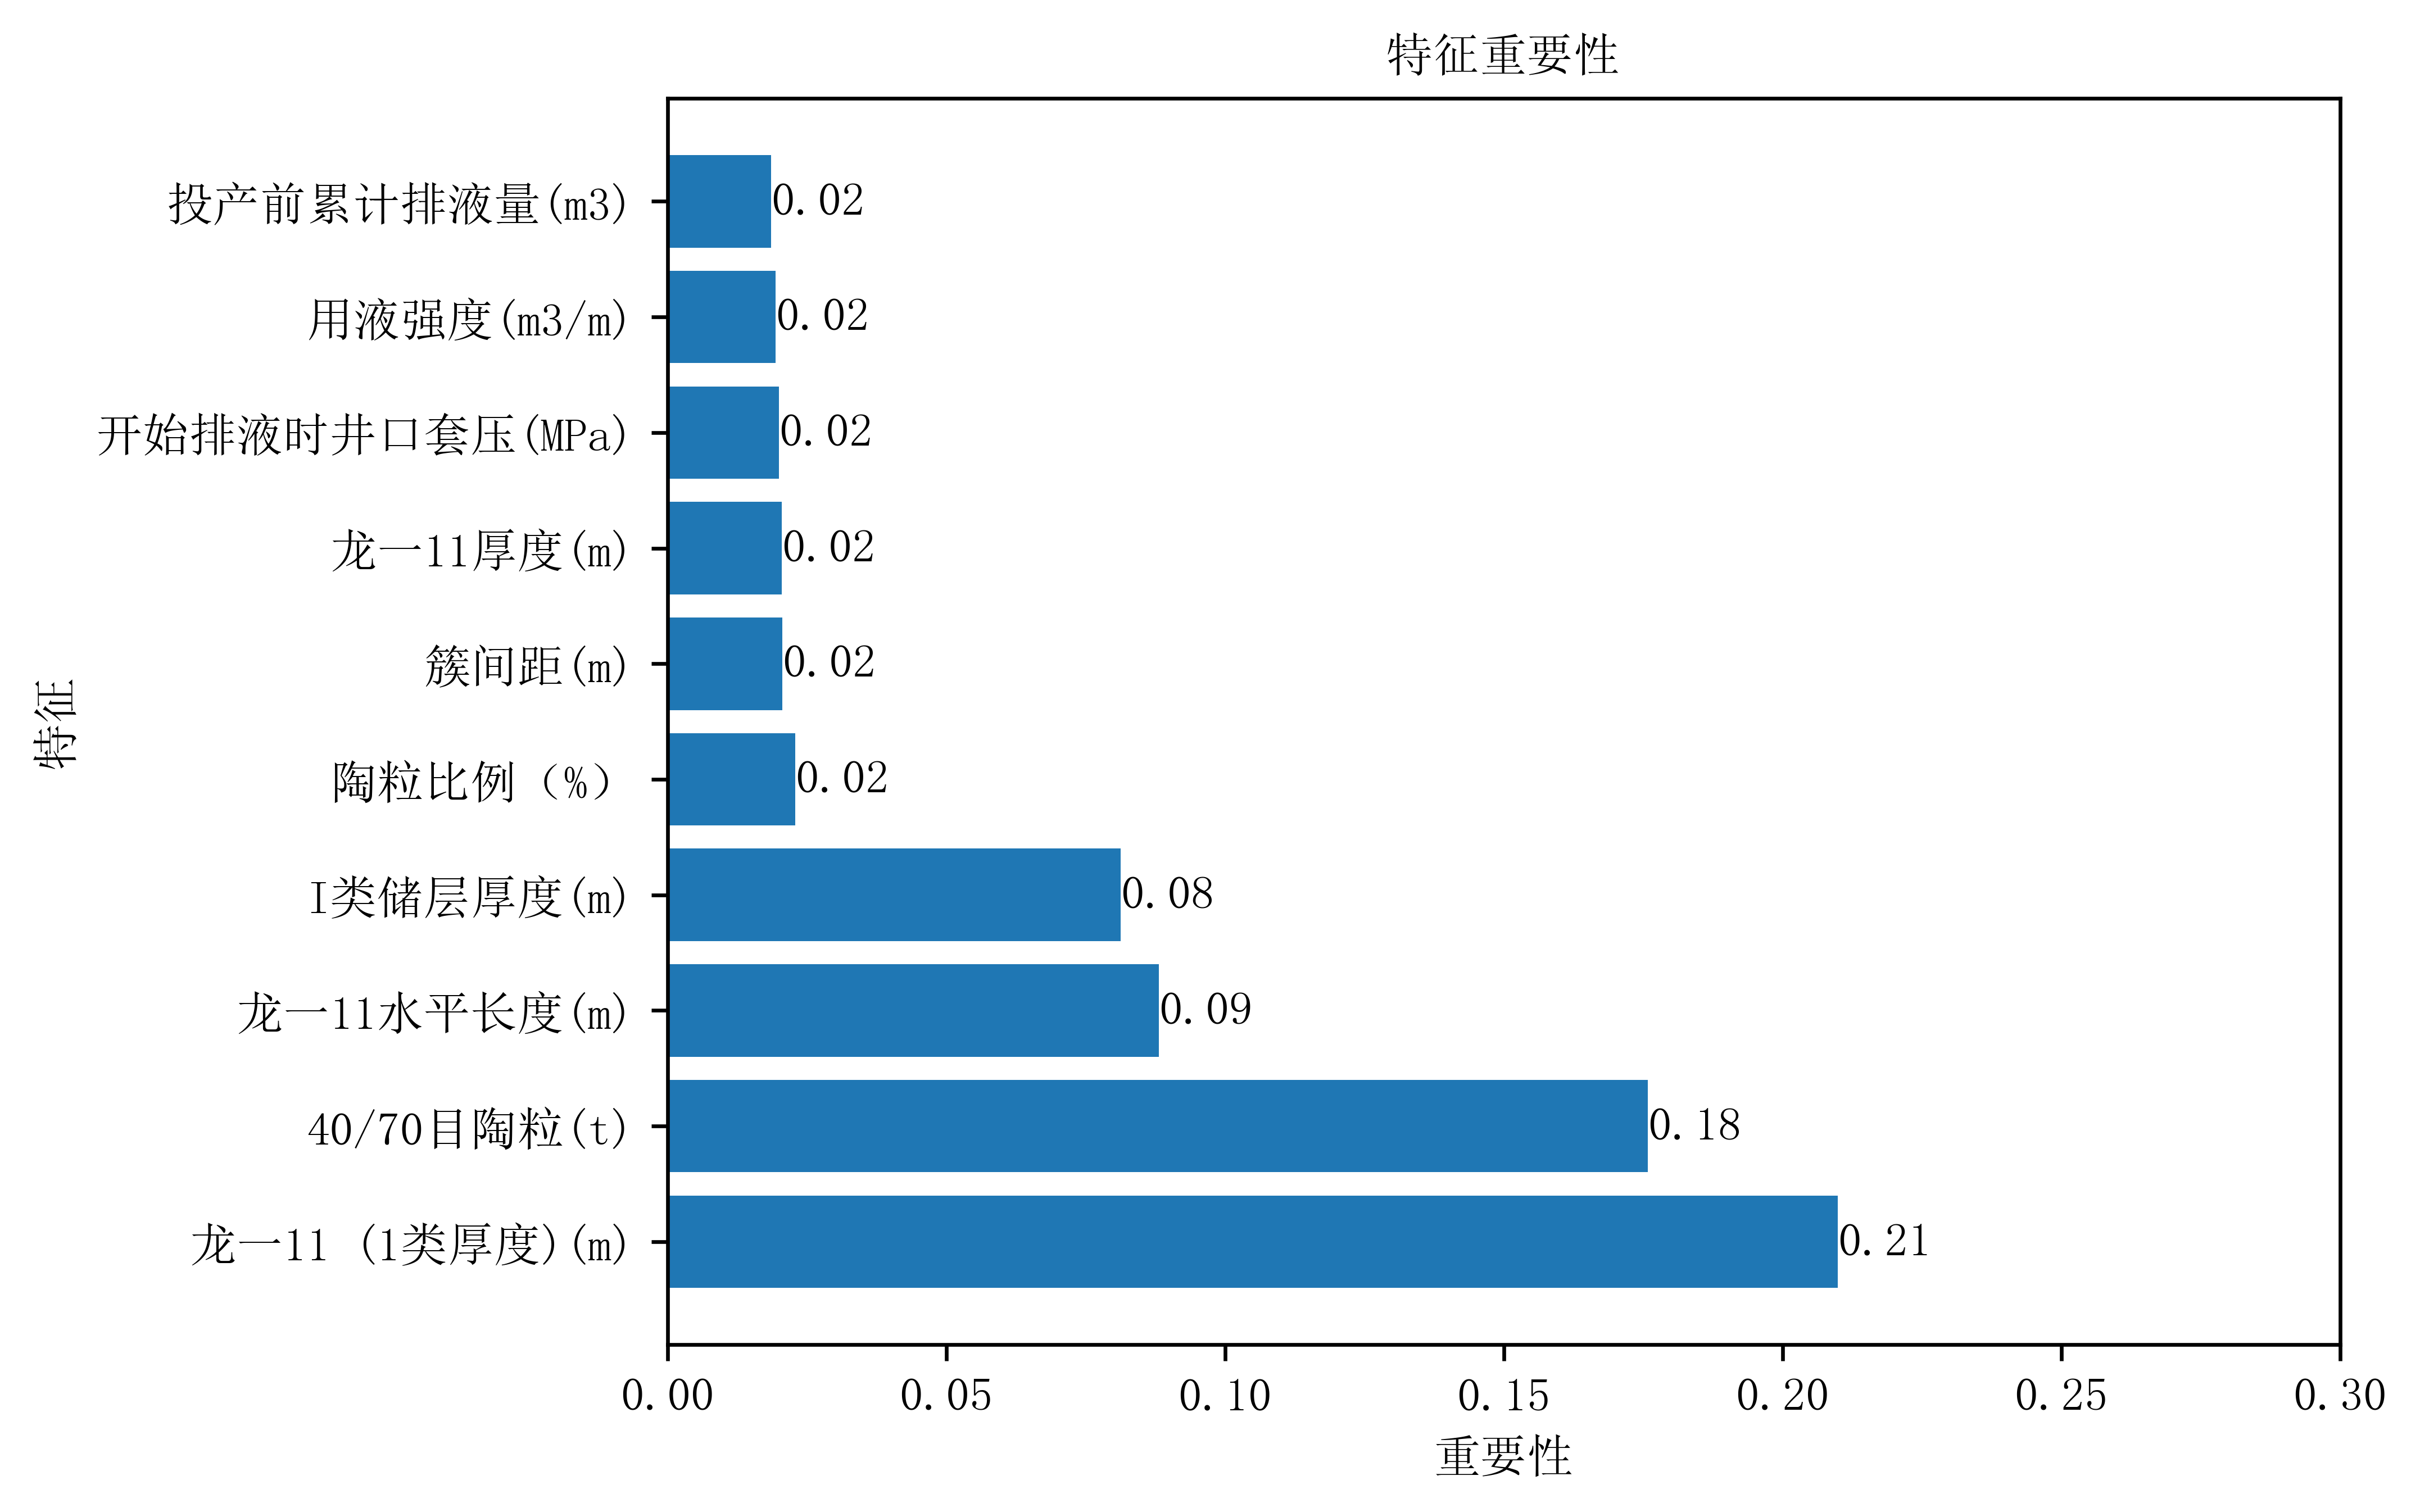 特征重要性
投产前累计排液量(m3)
0.02
用液强度(m3/m)
0.02
开始排液时井口套压(MPa)
0.02
龙一11厚度(m)
0.02
簇间距(m)
0.02
陶粒比例（%）
0.02
I类储层厚度(m)
0.08
龙一11水平长度(m)
0.09
40/70目陶粒(t)
0.18
龙一11 (1类厚度)(m)
0.21
特征
0.00 0.05 0.10 0.15 0.20 0.25 0.30
重要性